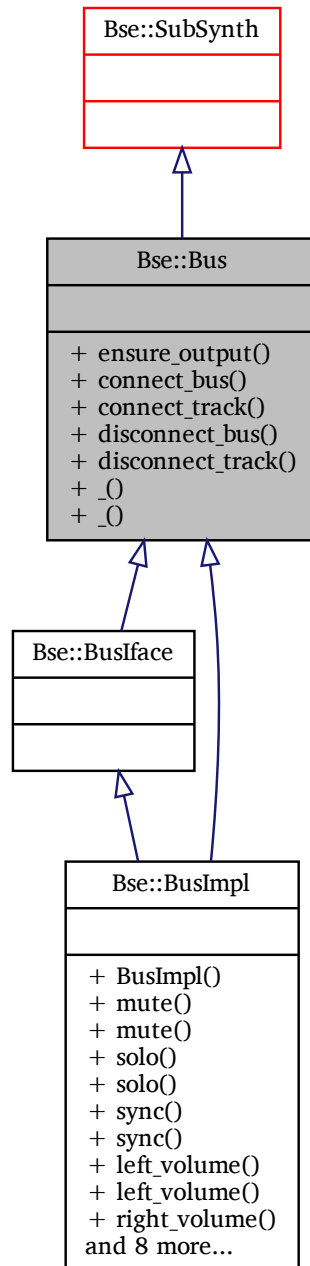 Bse::SubSynth
Bse::Bus
+ ensure_output()
+ connect_bus()
+ connect_track()
+ disconnect_bus()
+ disconnect_track()
+ _()
+ _()
Bse::BusIface
Bse::BusImpl
+ BusImpl()
+ mute()
+ mute()
+ solo()
+ solo()
+ sync()
+ sync()
+ left_volume()
+ left_volume()
+ right_volume()
and 8 more...